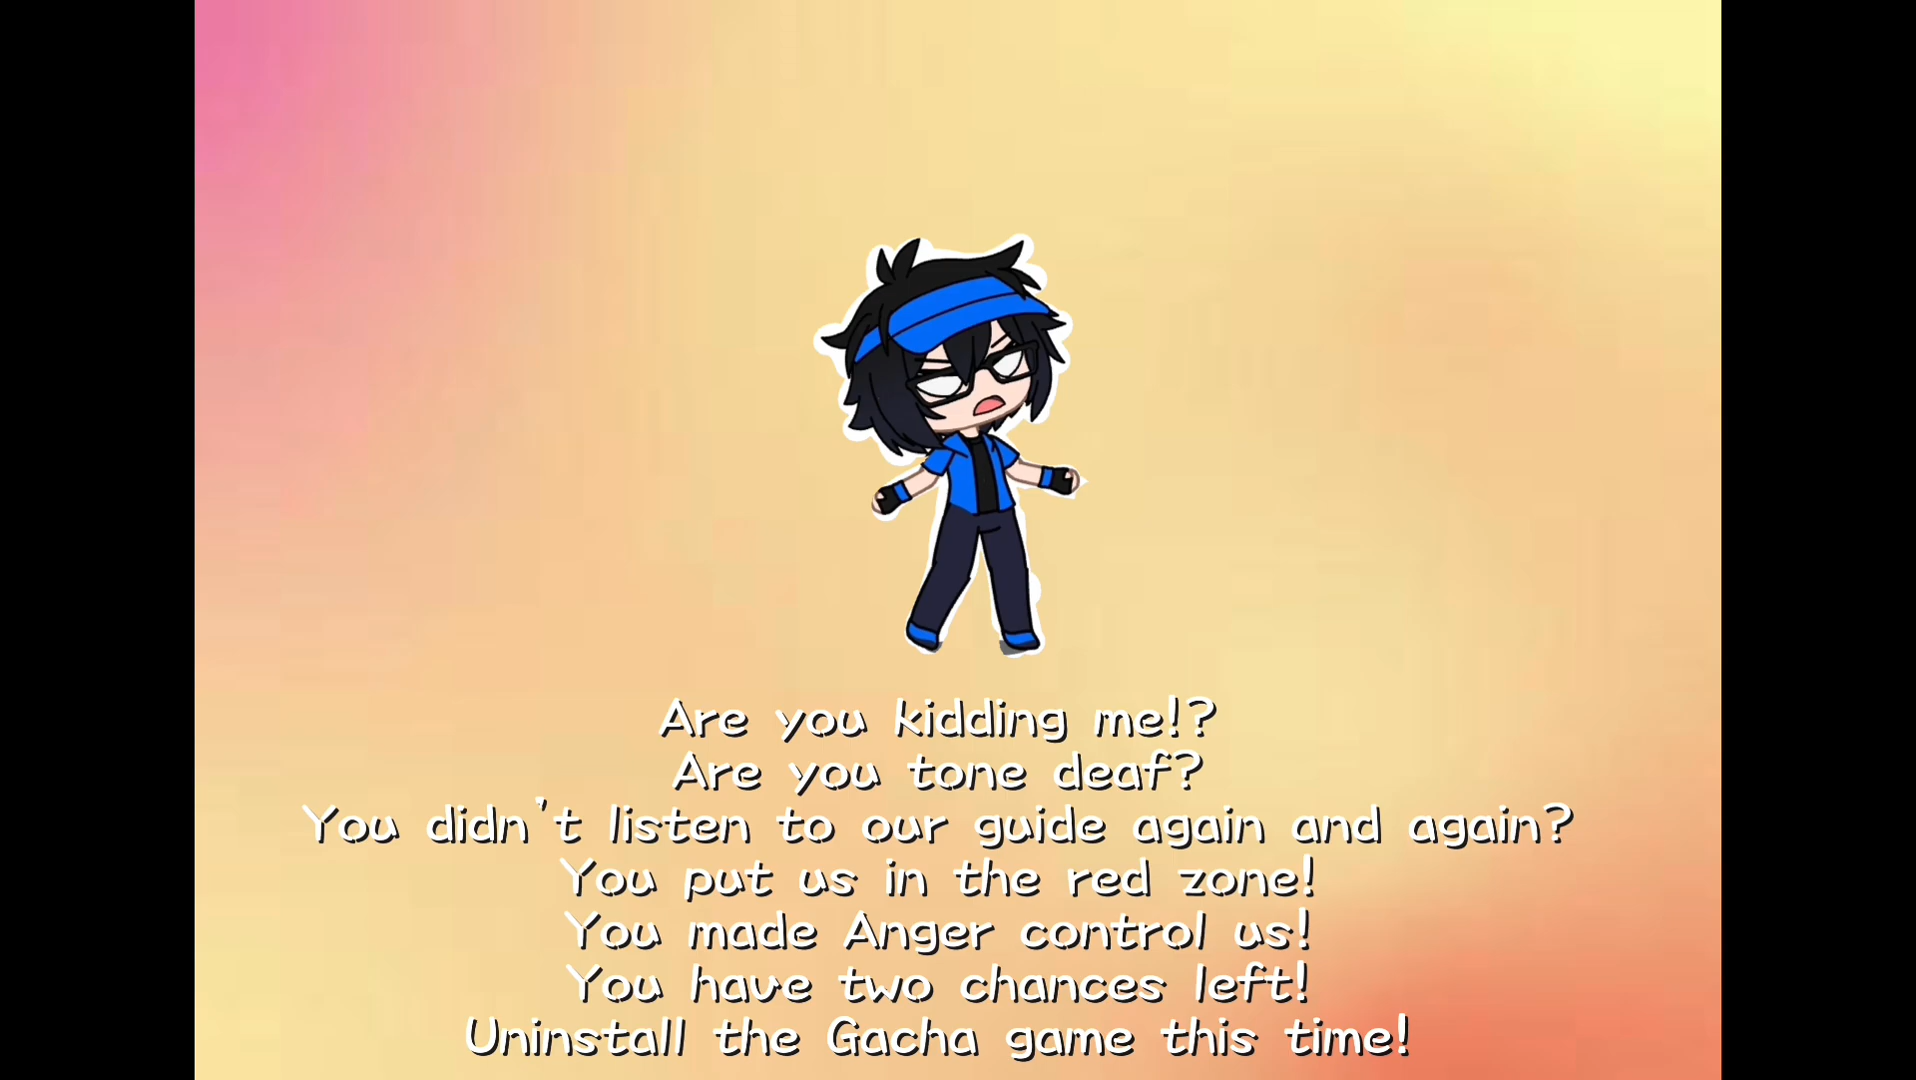 Are you kidding me!?
Are you tone deaf?
You didn't listen to our guide again and again?
You put us in the red zone!
You made Anger control us!
You have two chances left!
Uninstall the Gacha game this time!